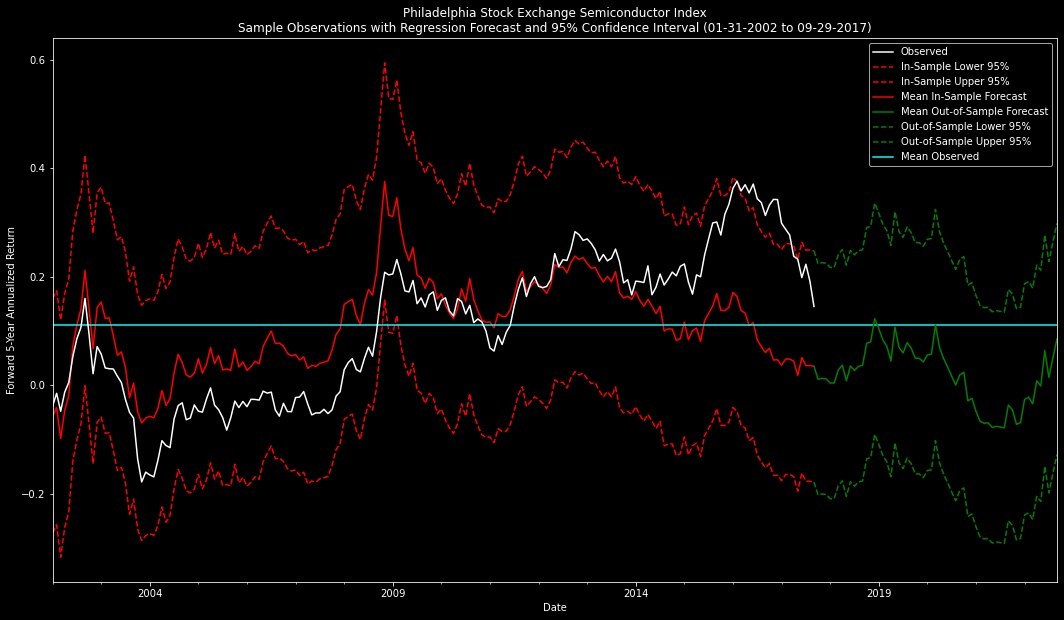 Philadelphia Stock Exchange Semiconductor Index
Sample Observations with Regression Forecast and 95% Confidence Interval (01-31-2002 to 09-29-2017)
Observed
In-Sample Lower 95%
In-Sample Upper 95%
Mean In-Sample Forecast
Mean Out-of-Sample Forecast
Out-of-Sample Lower 95%
Out-of-Sample Upper 95%
Mean Observed
Forward 5-Year Annualized Return
0.6
0.4
0.2
0.0
−0.2
2004
2009
2014
2019
Date